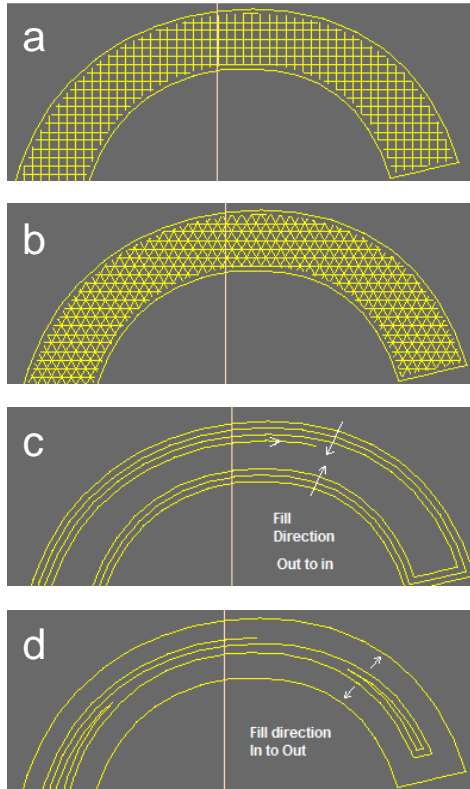 a
b
c
Fill
Direction
Out to in
d
Fill direction
In to Out